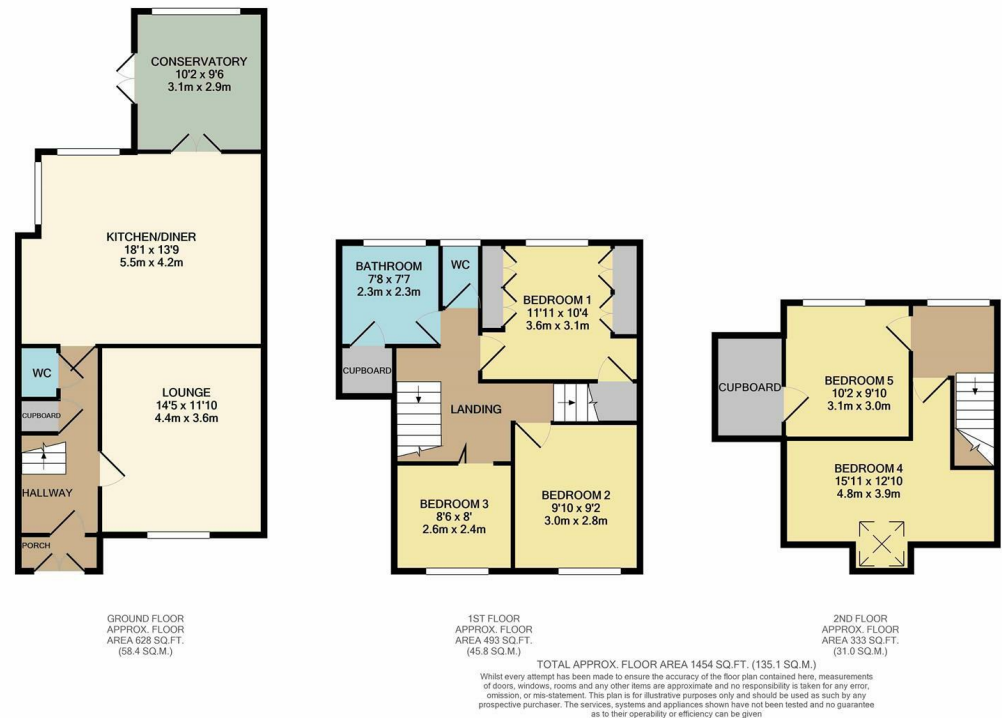 CONSERVATORY
10'2 x 9'6
3.1m x 2.9m
KITCHEN/DINER
18'1 x 13'9
5.5m x 4.2m
WC
CUPBOARD
LOUNGE
14'5 x 11'10
4.4m x 3.6m
HALLWAY
PORCH
GROUND FLOOR
APPROX. FLOOR
AREA 628 SQ.FT.
(58.4 SQ.M.)
BATHROOM
7'8 x 7'7
2.3m x 2.3m
WC
BEDROOM 1
11'11 x 10'4
3.6m x 3.1m
CUPBOARD
LANDING
BEDROOM 3
8'6 x 8'
2.6m x 2.4m
BEDROOM 2
9'10 x 9'2
3.0m x 2.8m
1ST FLOOR
APPROX. FLOOR
AREA 493 SQ.FT.
(45.8 SQ.M.)
CUPBOARD
BEDROOM 5
10'2 x 9'10
3.1m x 3.0m
BEDROOM 4
15'11 x 12'10
4.8m x 3.9m
2ND FLOOR
APPROX. FLOOR
AREA 333 SQ.FT.
(31.0 SQ.M.)
TOTAL APPROX. FLOOR AREA 1454 SQ.FT. (135.1 SQ.M.)
Whilst every attempt has been made to ensure the accuracy of the floor plan contained here, measurements
of doors, windows, rooms and any other items are approximate and no responsibility is taken for any error,
omission, or mis-statement. This plan is for illustrative purposes only and should be used as such by any
prospective purchaser. The services, systems and appliances shown have not been tested and no guarantee
as to their operability or efficiency can be given